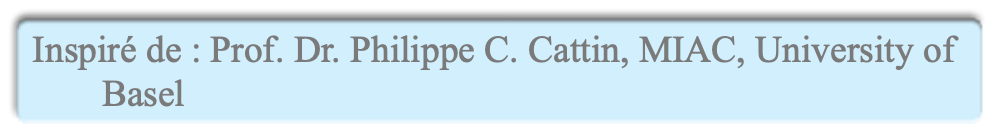 Inspiré de : Prof. Dr. Philippe C. Cattin, MIAC, University of
Basel